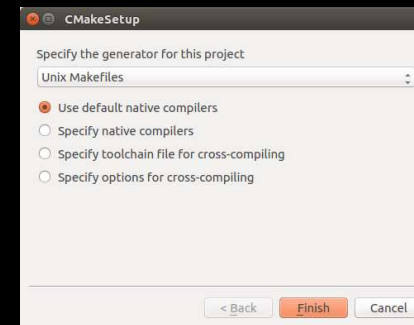 CMakeSetup
Specify the generator for this project
Unix Makefiles
Use default native compilers
Specify native compilers
Specify toolchain file for cross-compiling
Specify options for cross-compiling
< Back Finish Cancel